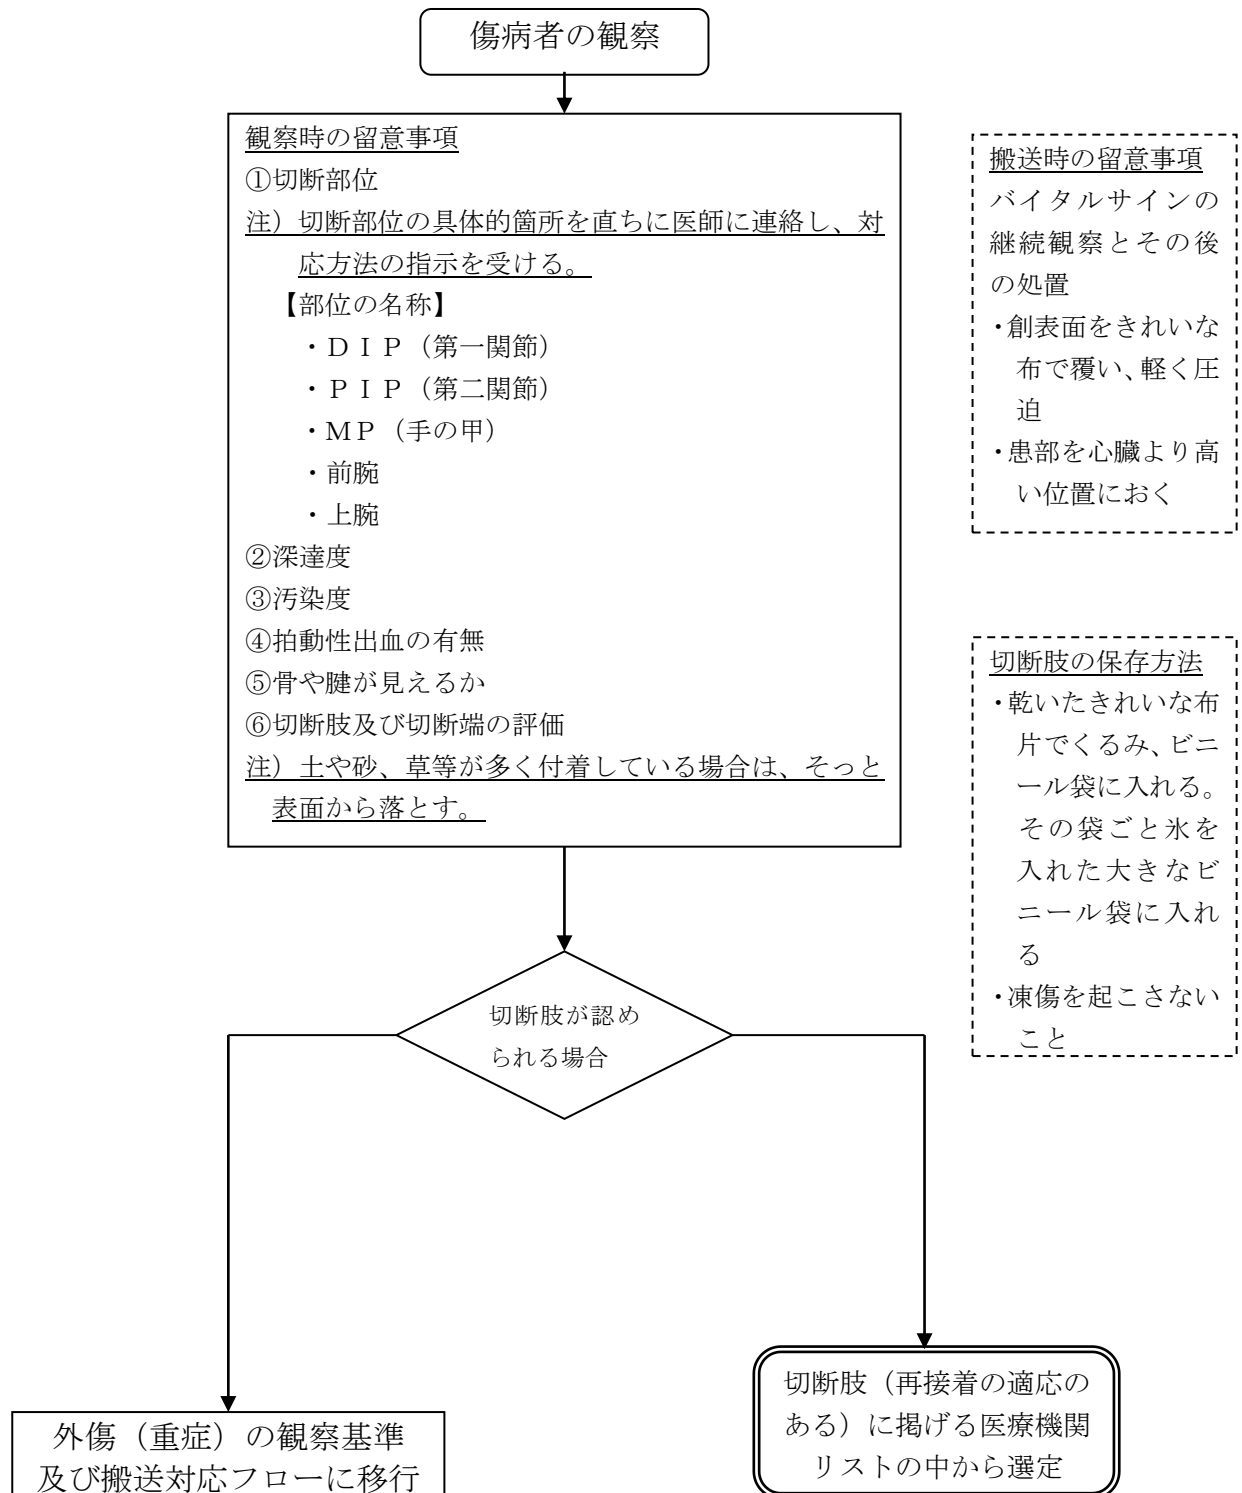 傷病者の観察
観察時の留意事項
①切断部位
注）切断部位の具体的箇所を直ちに医師に連絡し、対
応方法の指示を受ける。
【部位の名称】
・ＤＩＰ（第一関節）
・ＰＩＰ（第二関節）
・ＭＰ（手の甲）
・前腕
・上腕
②深達度
③汚染度
④拍動性出血の有無
⑤骨や腱が見えるか
⑥切断肢及び切断端の評価
注）土や砂、草等が多く付着している場合は、そっと
表面から落とす。
搬送時の留意事項
バイタルサインの
継続観察とその後
の処置
・創表面をきれいな
布で覆い、軽く圧
迫
・患部を心臓より高
い位置におく
切断肢の保存方法
・乾いたきれいな布
片でくるみ、ビニ
ール袋に入れる。
その袋ごと氷を
入れた大きなビ
ニール袋に入れ
る
・凍傷を起こさない
こと
切断肢が認め
られる場合
外傷（重症）の観察基準
及び搬送対応フローに移行
切断肢（再接着の適応の
ある）に掲げる医療機関
リストの中から選定